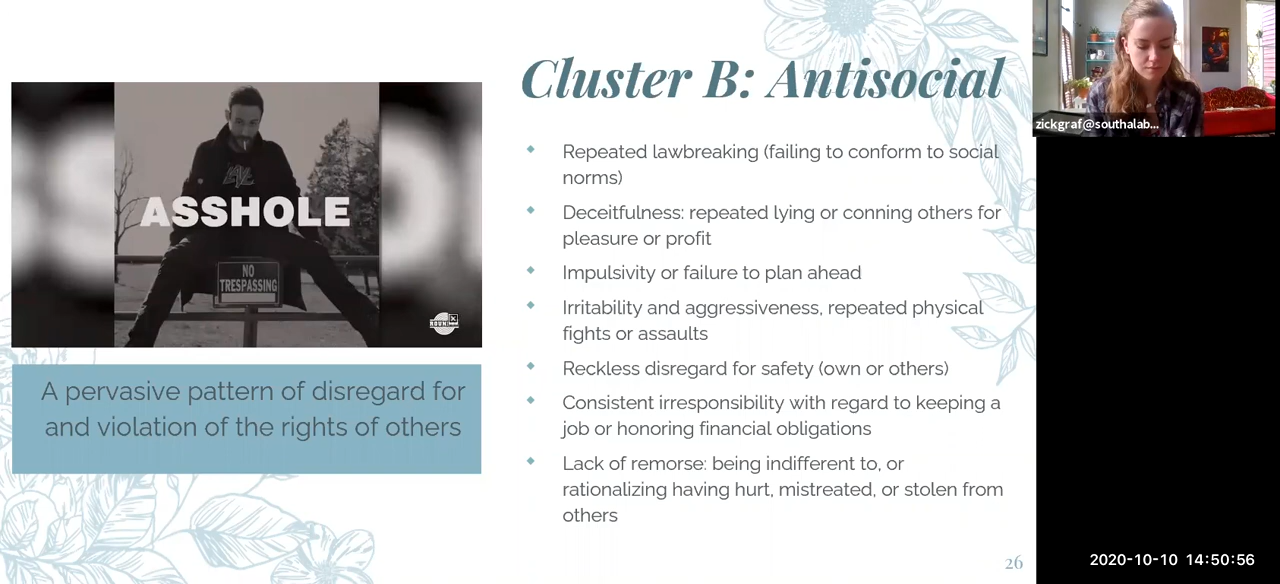 Cluster B: Antisocial
zickgraf@southalab...
ASSHOLE
NO
TRESPASSING
A pervasive pattern of disregard for
and violation of the rights of others
Repeated lawbreaking (failing to conform to social
norms)
Deceitfulness: repeated lying or conning others for
pleasure or profit
Impulsivity or failure to plan ahead
Irritability and aggressiveness, repeated physical
fights or assaults
Reckless disregard for safety (own or others)
Consistent irresponsibility with regard to keeping a
job or honoring financial obligations
Lack of remorse: being indifferent to, or
rationalizing having hurt, mistreated, or stolen from
others
26
2020-10-10 14:50:56